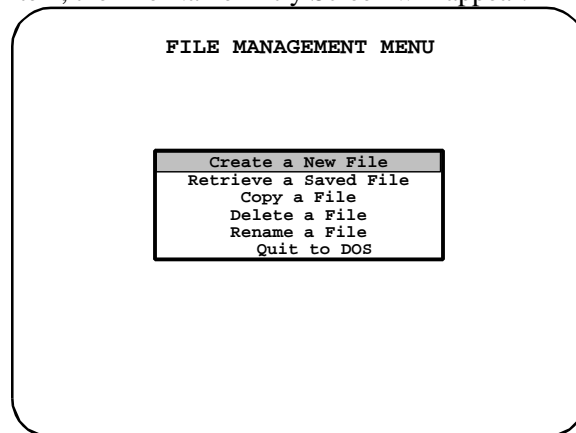 FILE MANAGEMENT MENU
Create a New File
Retrieve a Saved File
Copy a File
Delete a File
Rename a File
Quit to DOS